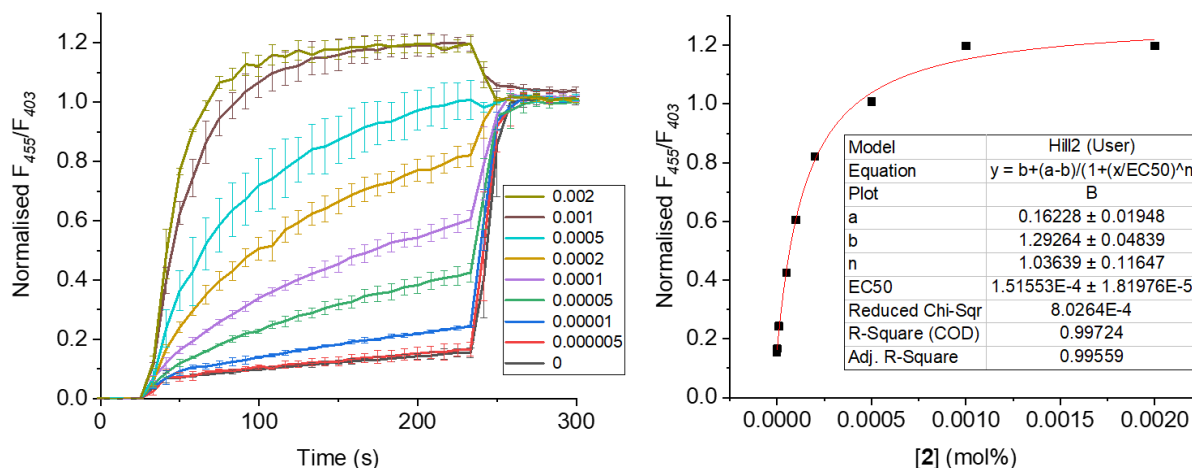 Normalised F455/F403
1.2
1.0
0.8
0.6
0.4
0.2
0.0
0
100
200
300
Time (s)
0.002
0.001
0.0005
0.0002
0.0001
0.00005
0.00001
0.000005
0
Normalised F455/F403
1.2
1.0
0.8
0.6
0.4
0.2
0.0
0.0000
0.0005
0.0010
0.0015
0.0020
[2] (mol%)
Model Hill2 (User)
Equation y = b+(a-b)/(1+(x/EC50)^n
Plot B
a 0.16228 ± 0.01948
b 1.29264 ± 0.04839
n 1.03639 ± 0.11647
EC50 1.51553E-4 ± 1.81976E-5
Reduced Chi-Sqr 8.0264E-4
R-Square (COD) 0.99724
Adj. R-Square 0.99559